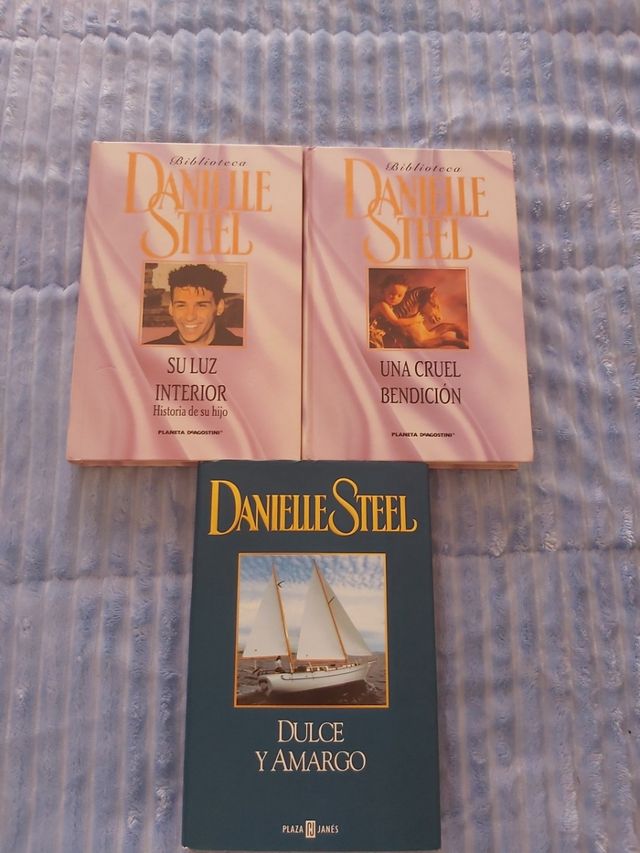 Biblioteca
DANIELLE
STEEL
SU LUZ
INTERIOR
Historia de su hijo
PLANETA DEAGOSTINI
Biblioteca
DANIELLE
STEEL
UNA CRUEL
BENDICIÓN
PLANETA DEAGOSTINI
DANIELLE STEEL
DULCE
Y AMARGO
PLAZA JANÉS